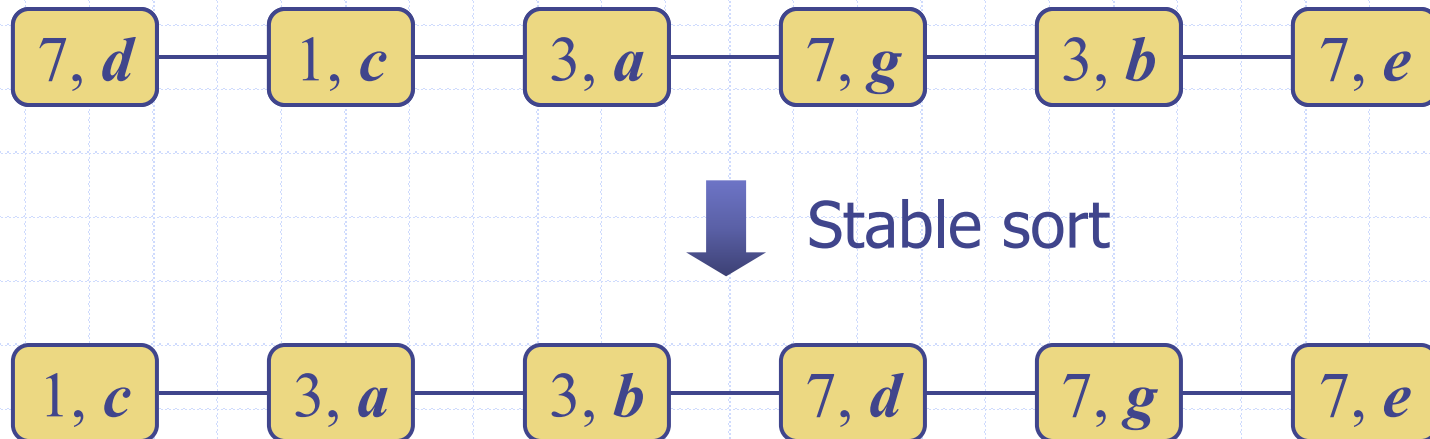 7, d 1, c 3, a 7, g 3, b 7, e
Stable sort
1, c 3, a 3, b 7, d 7, g 7, e